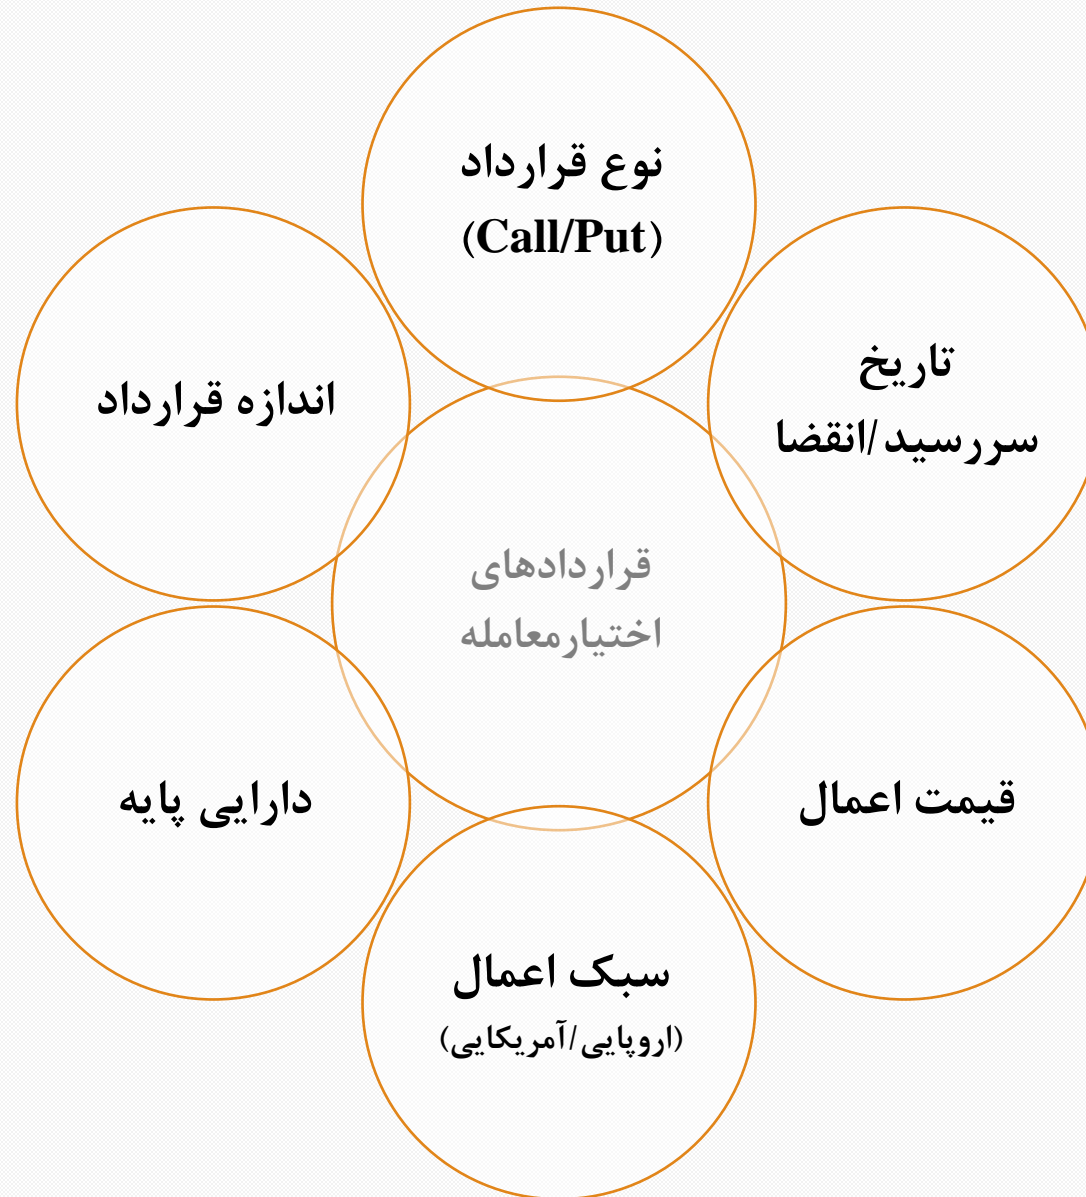 نوع قرارداد
(Call/Put)
تاریخ
سررسید/انقضا
اندازه قرارداد
قراردادهای
اختیارمعامله
قیمت اعمال
دارایی پایه
سبک اعمال
(اروپایی/آمریکایی)